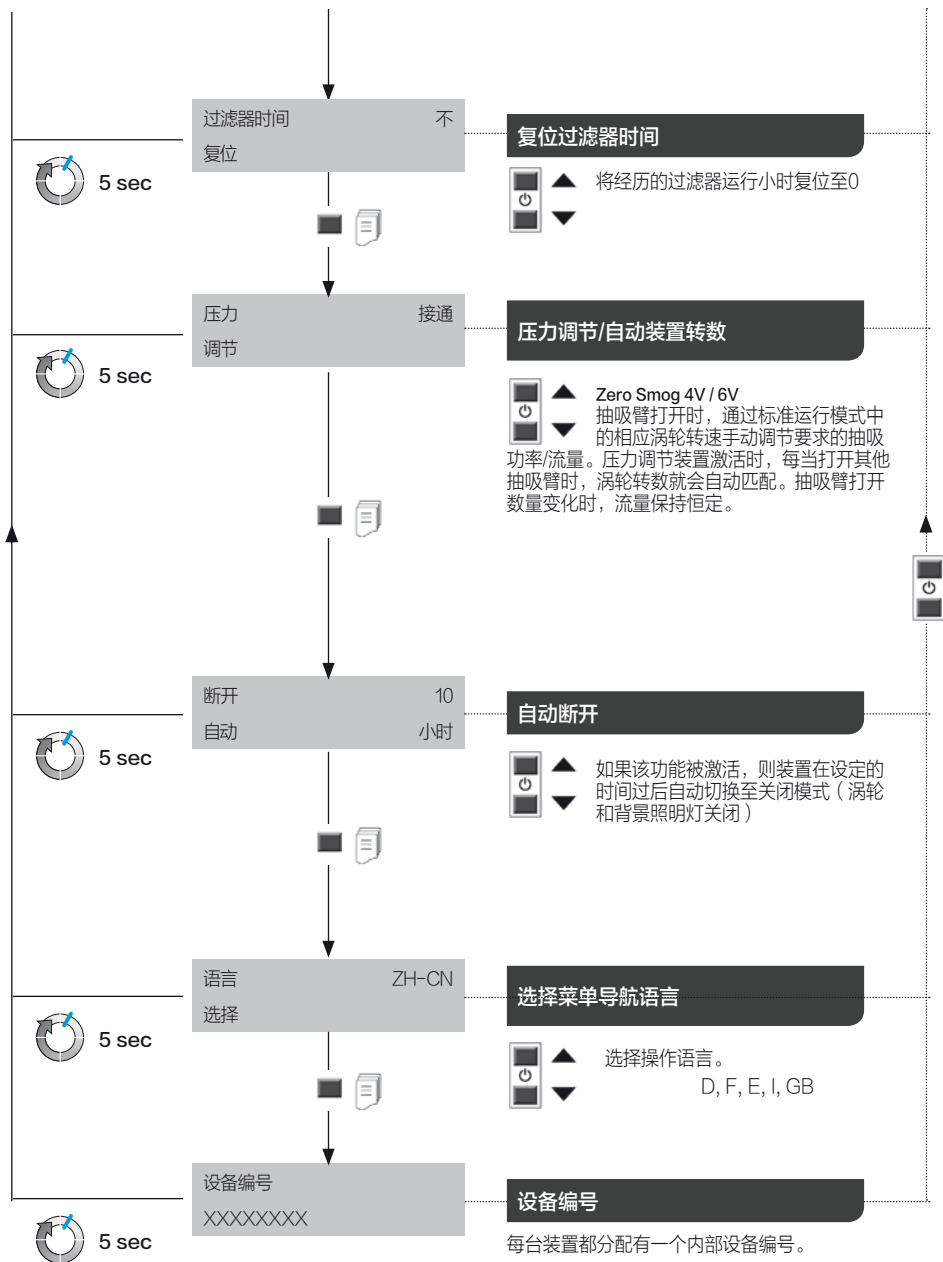 过滤器时间 不
复位
5 sec
复位过滤器时间
将经历的过滤器运行小时复位至0
压力 接通
调节
5 sec
压力调节/自动装置转数
Zero Smog 4V / 6V
抽吸臂打开时，通过标准运行模式中
的相应涡轮转速手动调节要求的抽吸
功率/流量。压力调节装置激活时，每当打开其他
抽吸臂时，涡轮转数就会自动匹配。抽吸臂打开
数量变化时，流量保持恒定。
断开 10
自动 小时
5 sec
自动断开
如果该功能被激活，则装置在设定的
时间过后自动切换至关闭模式（涡轮
和背景照明灯关闭）
语言 ZH-CN
选择
5 sec
选择菜单导航语言
选择操作语言。
D, F, E, I, GB
设备编号
XXXXXXXX
5 sec
设备编号
每台装置都分配有一个内部设备编号。